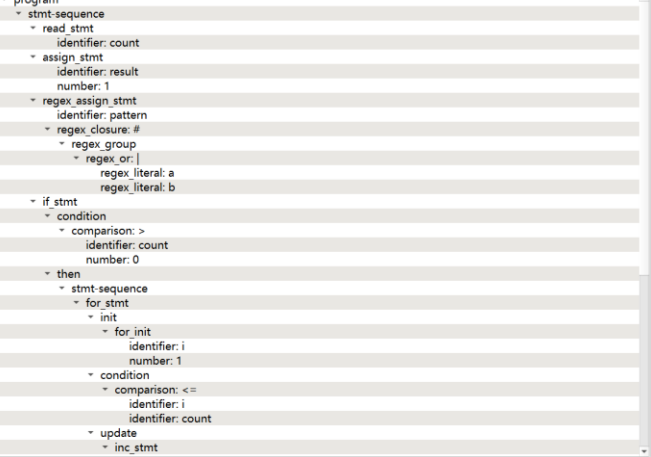 program
stmt-sequence
read_stmt
identifier: count
assign_stmt
identifier: result
number: 1
regex_assign_stmt
identifier: pattern
regex_closure: #
regex_group
regex_or: |
regex_literal: a
regex_literal: b
if_stmt
condition
comparison: >
identifier: count
number: 0
then
stmt-sequence
for_stmt
init
for_init
identifier: i
number: 1
condition
comparison: <=
identifier: i
identifier: count
update
inc_stmt